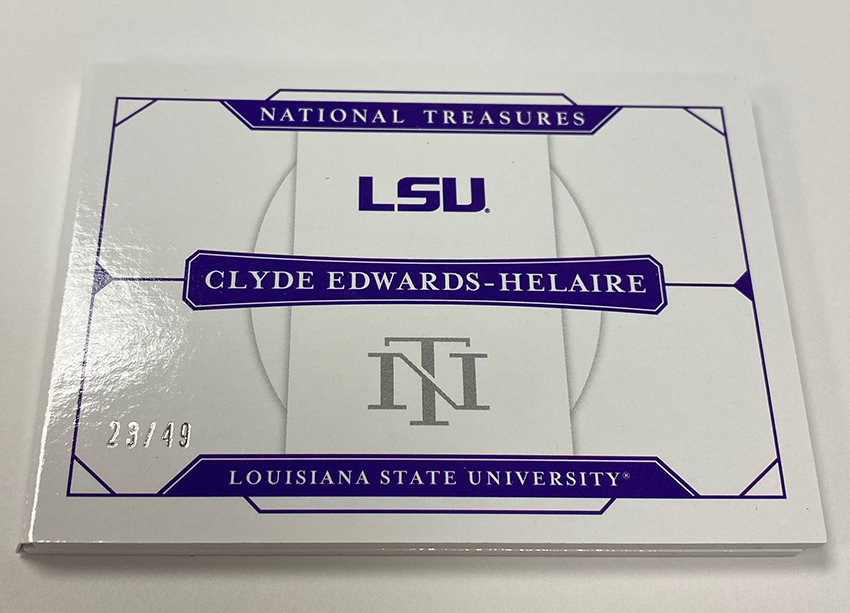 NATIONAL TREASURES
LSU
CLYDE EDWARDS-HELAIRE
NT
23/49
LOUISIANA STATE UNIVERSITY®